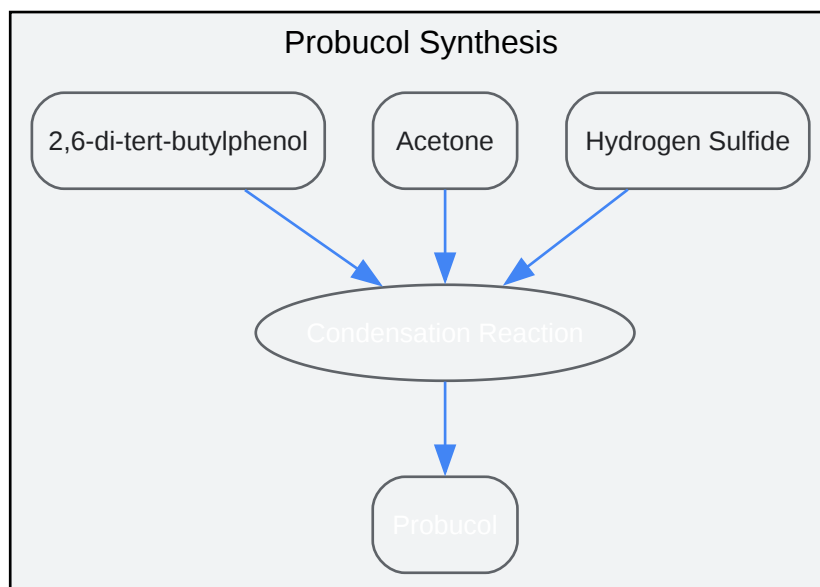 Probucol Synthesis
2,6-di-tert-butylphenol
Acetone
Hydrogen Sulfide
Condensation Reaction
Probucol